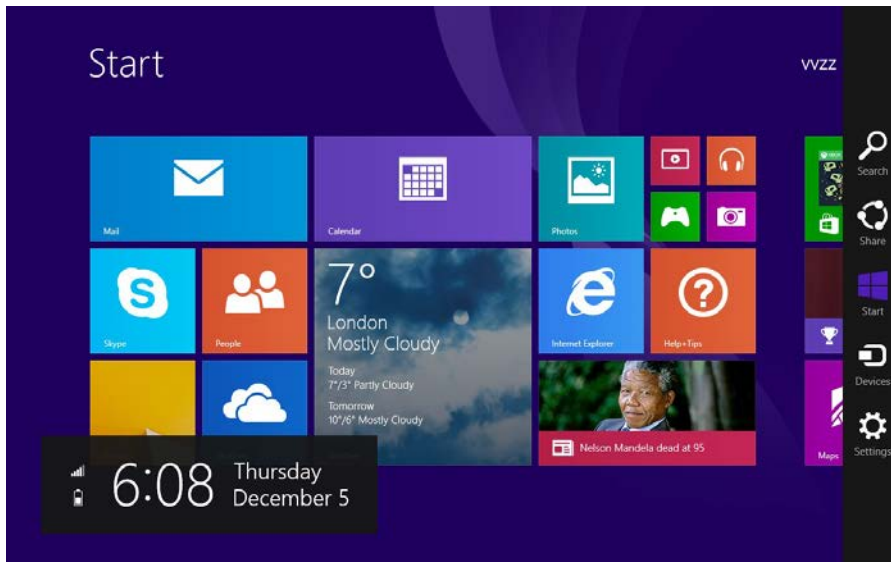 Start
vvzz
Mail
Calendar
Photos
Skype
People
7°
London
Mostly Cloudy
Today
7°/3° Partly Cloudy
Tomorrow
10°/6° Mostly Cloudy
Internet Explorer
Help+Tips
Nelson Mandela dead at 95
Maps
Search
Share
Start
Devices
Settings
6:08
Thursday
December 5